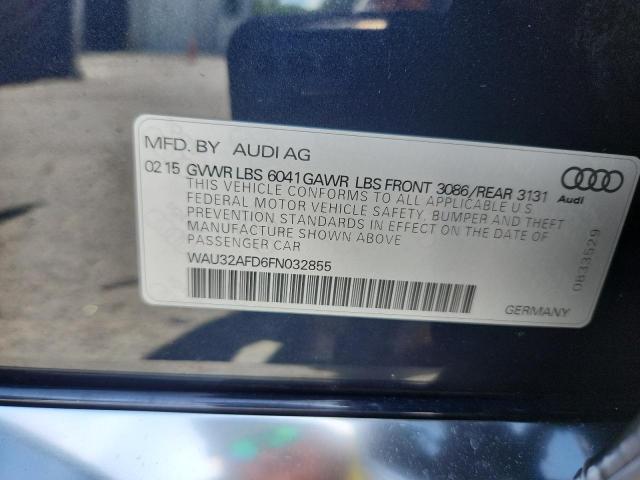 MFD. BY AUDI AG
02 15 GVWR LBS 6041 GAWR LBS FRONT 3086/REAR 3131
THIS VEHICLE CONFORMS TO ALL APPLICABLE U S
FEDERAL MOTOR VEHICLE SAFETY, BUMPER AND THEFT
PREVENTION STANDARDS IN EFFECT ON THE DATE OF
MANUFACTURE SHOWN ABOVE
PASSENGER CAR
WAU32AFD6FN032855
GERMANY
Audi
0833529